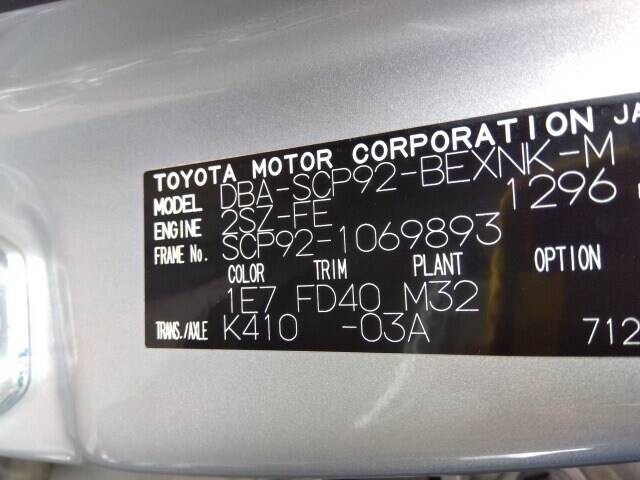 TOYOTA MOTOR CORPORATION JA
MODEL DBA-SCP92-BEXNK-M
ENGINE 2SZ-FE 1296
FRAME No. SCP92-1069893
COLOR TRIM PLANT OPTION
1E7 FD40 M32
TRANS./AXLE K410 -03A 712